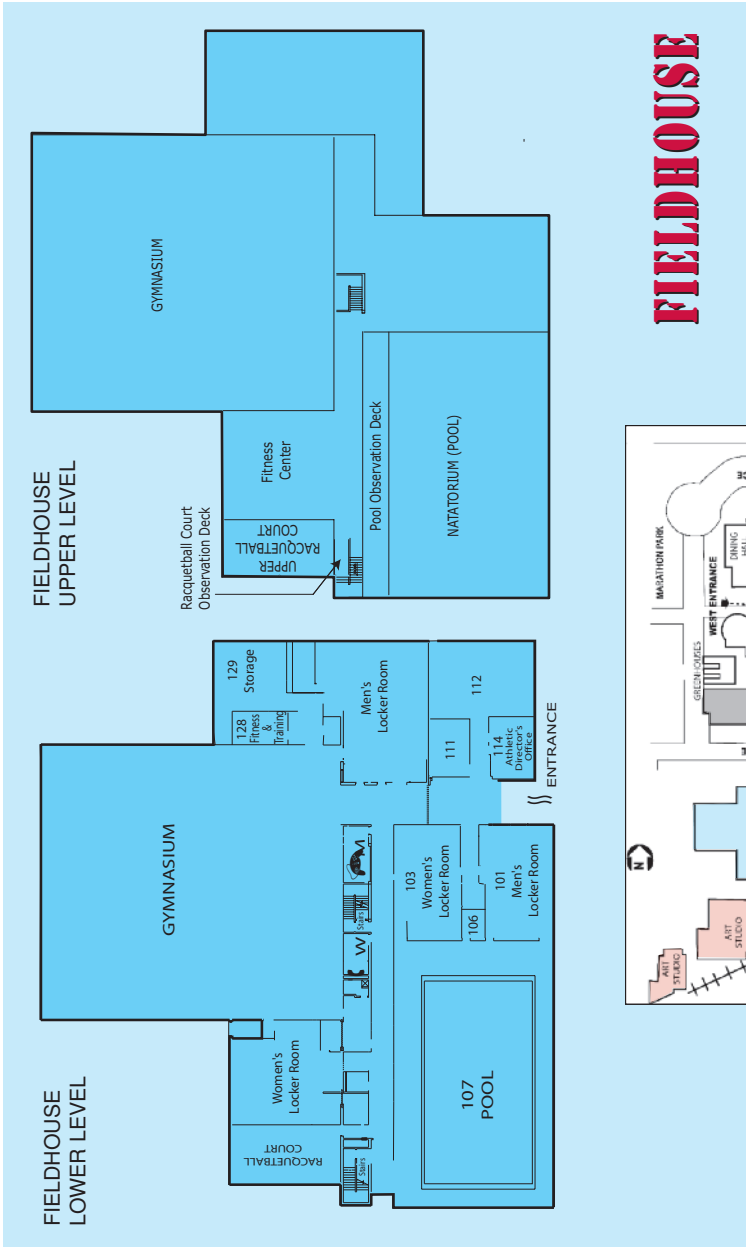 FIELDHOUSE
FIELDHOUSE
UPPER LEVEL
GYMNASIUM
Fitness
Center
UPPER
RACQUETBALL
COURT
Racquetball Court
Observation Deck
Pool Observation Deck
NATATORIUM (POOL)
FIELDHOUSE
LOWER LEVEL
GYMNASIUM
129
Storage
128
Fitness
&
Training
Men's
Locker Room
112
111
114
Athletic
Director's
Office
ENTRANCE
M
Stairs
W
103
Women's
Locker Room
106
101
Men's
Locker Room
Women's
Locker Room
RACQUETBALL
COURT
Stairs
107
POOL
MARATHON PARK
WEST ENTRANCE
DINING
GREENHOUSES
N
ART
STUDIO
ART
STUDIO